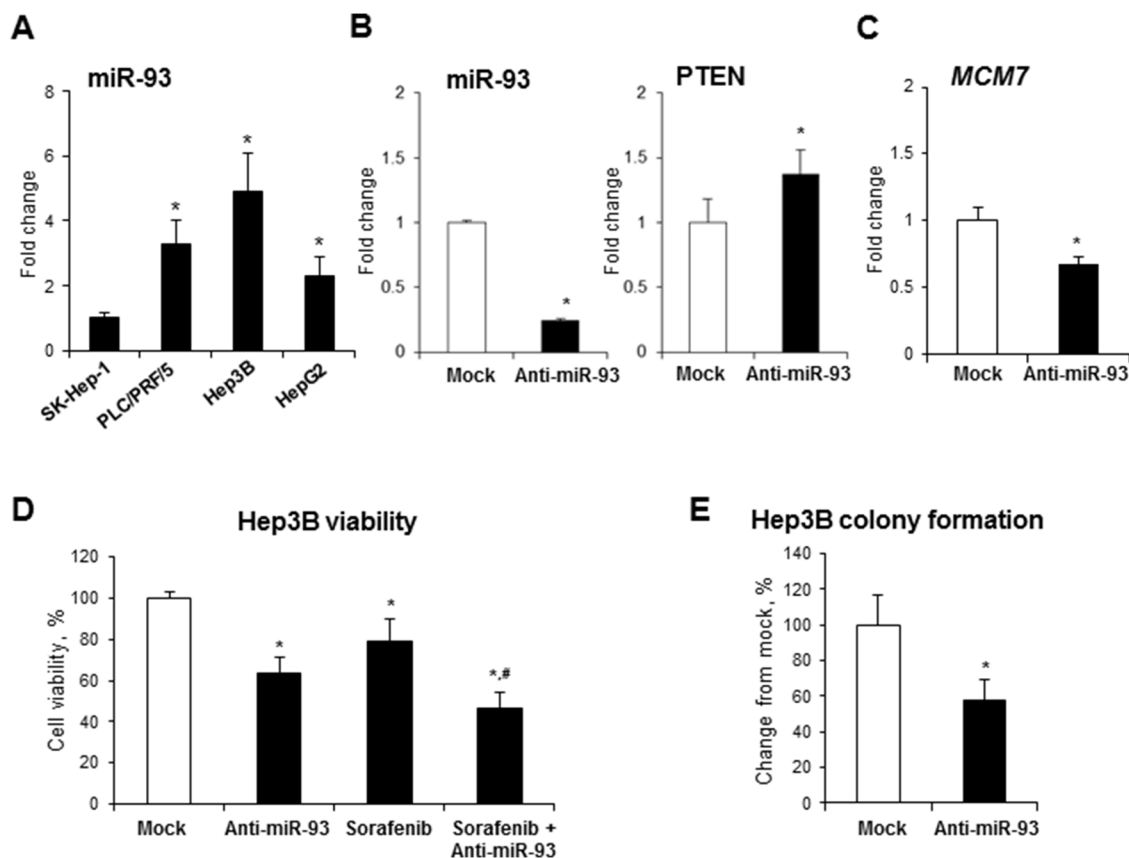 A
miR-93
Fold change
8
6
4
2
0
*
*
*
SK-Hep-1
PLC/PRF/5
Hep3B
HepG2
B
miR-93
Fold change
2
1.5
1
0.5
0
*
Mock
Anti-miR-93
PTEN
Fold change
2
1.5
1
0.5
0
*
Mock
Anti-miR-93
C
MCM7
Fold change
2
1.5
1
0.5
0
*
Mock
Anti-miR-93
D
Hep3B viability
Cell viability, %
120
100
80
60
40
20
0
*
*
*,#
Mock
Anti-miR-93
Sorafenib
Sorafenib +
Anti-miR-93
E
Hep3B colony formation
Change from mock, %
140
120
100
80
60
40
20
0
*
Mock
Anti-miR-93